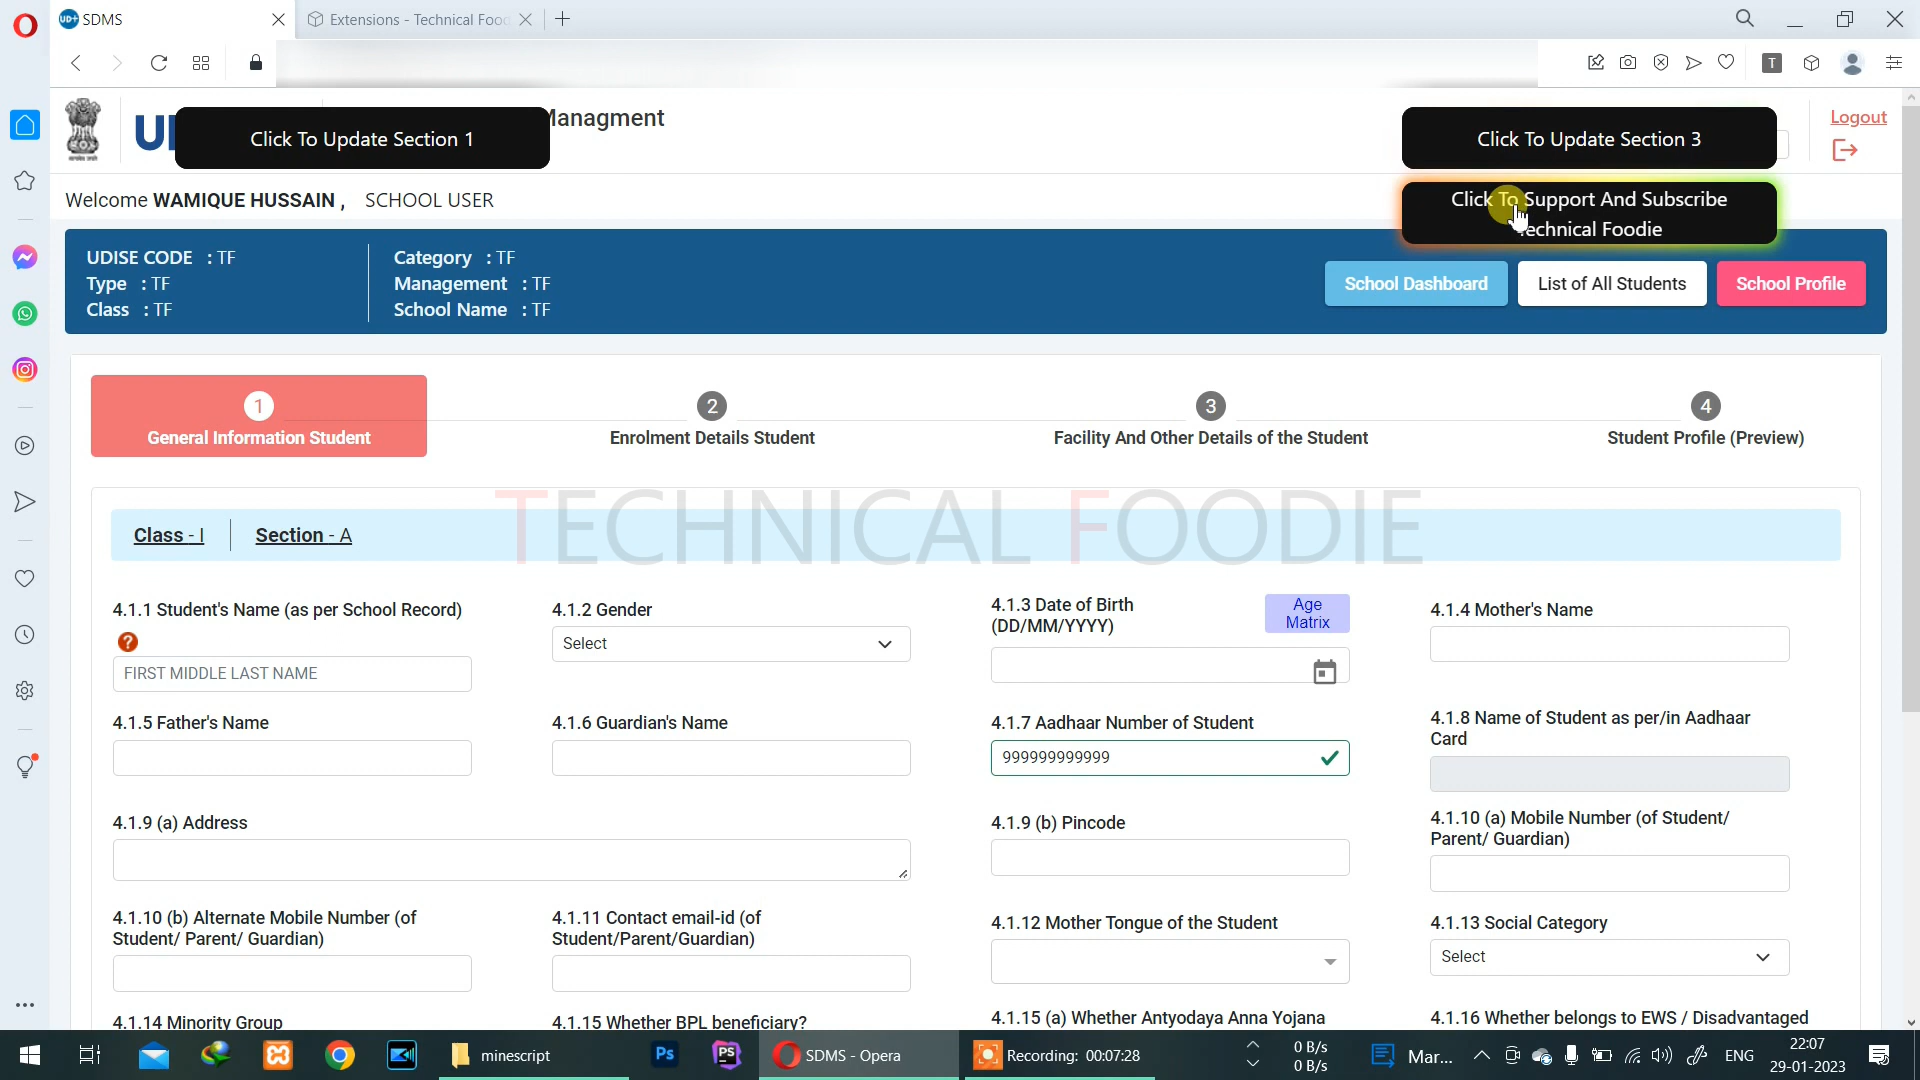 SDMS
Extensions - Technical Foo
T
UD
Click To Update Section 1
Managment
Click To Update Section 3
Logout
Welcome WAMIQUE HUSSAIN , SCHOOL USER
Click To Support And Subscribe
Technical Foodie
UDISE CODE : TF
Category : TF
Type : TF
Management : TF
Class : TF
School Name : TF
School Dashboard
List of All Students
School Profile
1
2
3
4
General Information Student
Enrolment Details Student
Facility And Other Details of the Student
Student Profile (Preview)
TECHNICAL FOODIE
Class - I
Section - A
4.1.1 Student's Name (as per School Record)
?
FIRST MIDDLE LAST NAME
4.1.2 Gender
Select
4.1.3 Date of Birth
(DD/MM/YYYY)
Age
Matrix
4.1.4 Mother's Name
4.1.5 Father's Name
4.1.6 Guardian's Name
4.1.7 Aadhaar Number of Student
999999999999
4.1.8 Name of Student as per/in Aadhaar
Card
4.1.9 (a) Address
4.1.9 (b) Pincode
4.1.10 (a) Mobile Number (of Student/
Parent/ Guardian)
4.1.10 (b) Alternate Mobile Number (of
Student/ Parent/ Guardian)
4.1.11 Contact email-id (of
Student/Parent/Guardian)
4.1.12 Mother Tongue of the Student
4.1.13 Social Category
Select
4.1.14 Minority Group
4.1.15 Whether BPL beneficiary?
4.1.15 (a) Whether Antyodaya Anna Yojana
4.1.16 Whether belongs to EWS / Disadvantaged
minescript
Ps
PS
SDMS - Opera
Recording: 00:07:28
0 B/s
0 B/s
Mar...
ENG
22:07
29-01-2023